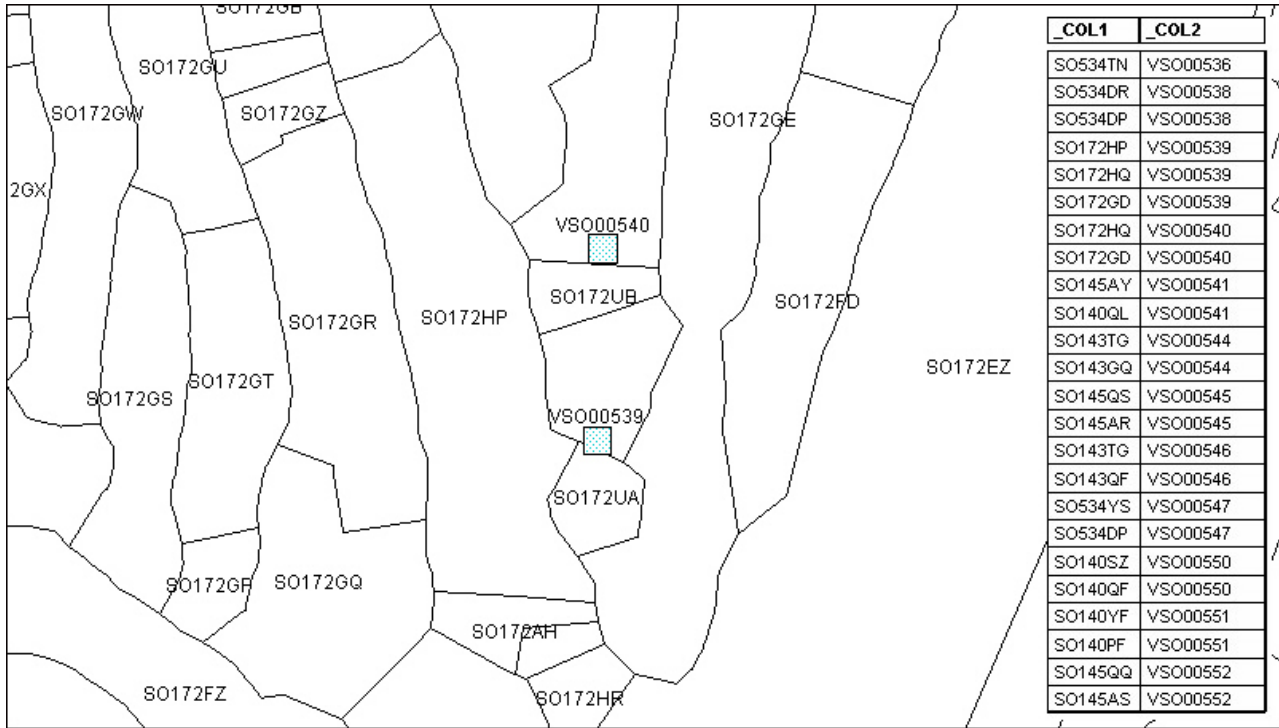 SO172GB
SO172GU
SO172GZ
SO172GW
SO172GE
2GX
VSO00540
SO172UB
SO172FD
SO172GR
SO172HP
SO172EZ
SO172GT
SO172GS
VSO00539
SO172UA
SO172GP
SO172GQ
SO172AH
SO172FZ
SO172HR
_COL1 _COL2
SO534TN VSO00536
SO534DR VSO00538
SO534DP VSO00538
SO172HP VSO00539
SO172HQ VSO00539
SO172GD VSO00539
SO172HQ VSO00540
SO172GD VSO00540
SO145AY VSO00541
SO140QL VSO00541
SO143TG VSO00544
SO143GQ VSO00544
SO145QS VSO00545
SO145AR VSO00545
SO143TG VSO00546
SO143QF VSO00546
SO534YS VSO00547
SO534DP VSO00547
SO140SZ VSO00550
SO140QF VSO00550
SO140YF VSO00551
SO140PF VSO00551
SO145QQ VSO00552
SO145AS VSO00552